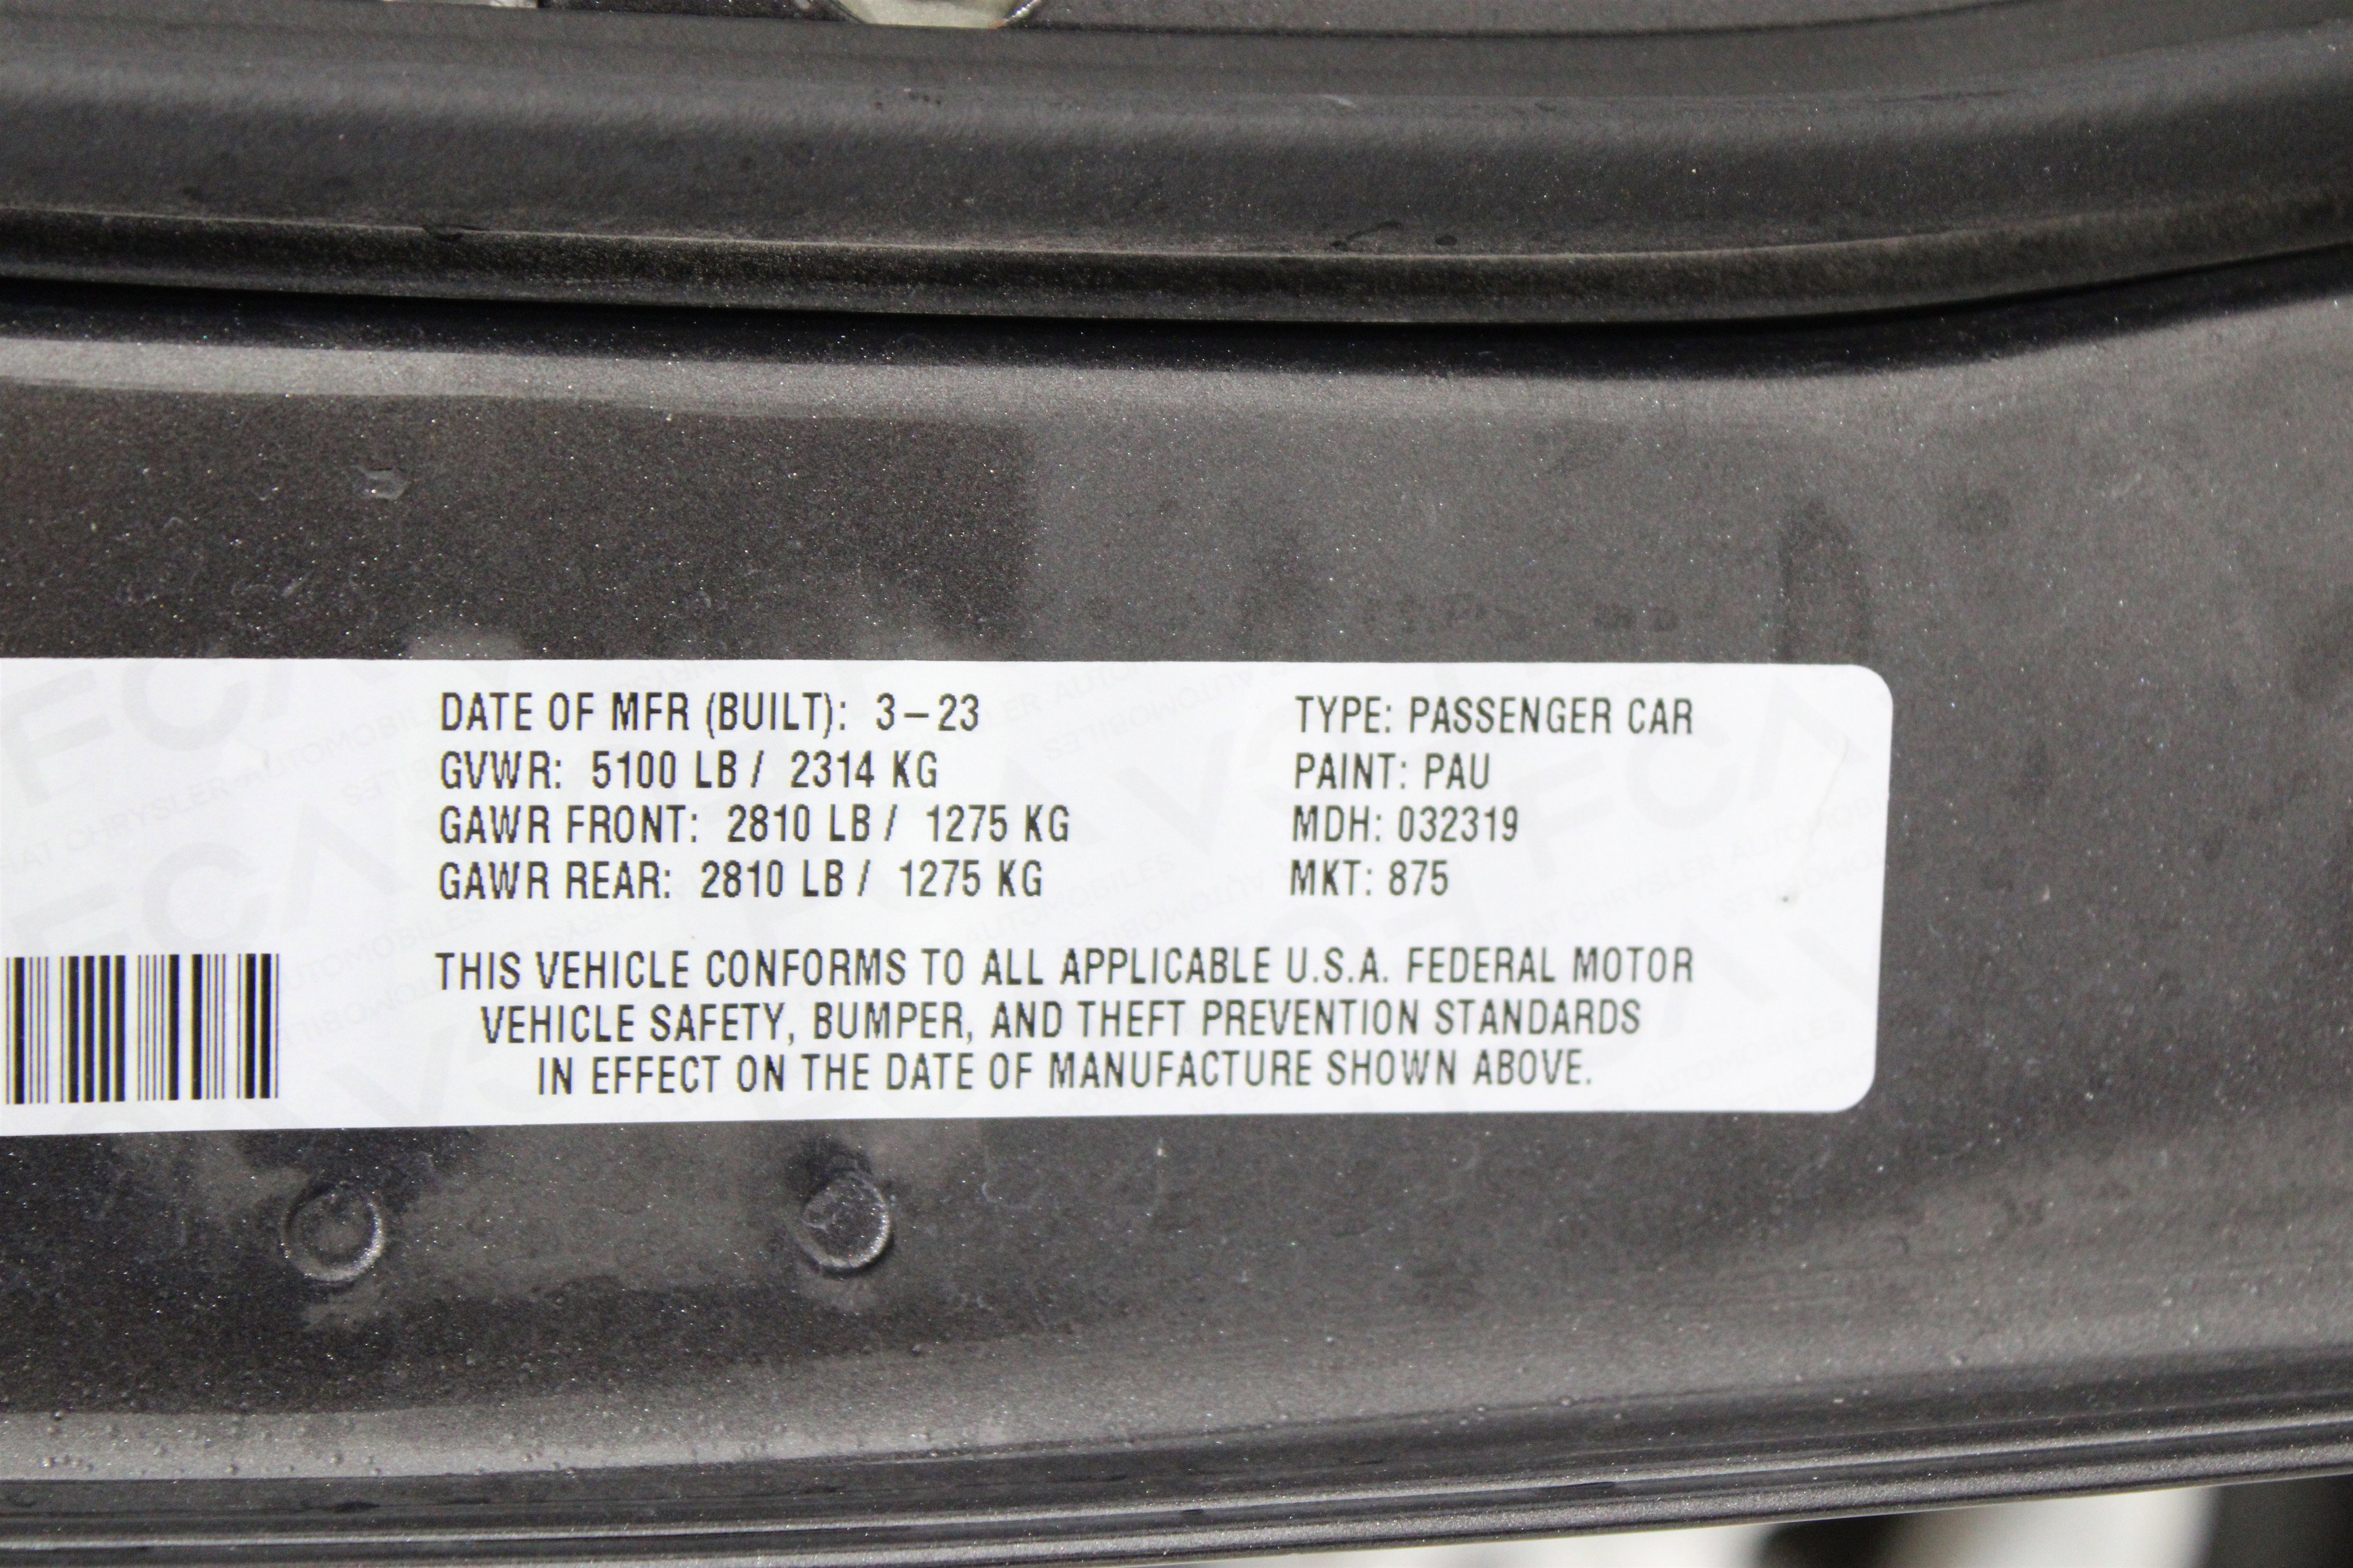 DATE OF MFR (BUILT): 3-23
GVWR: 5100 LB / 2314 KG
GAWR FRONT: 2810 LB / 1275 KG
GAWR REAR: 2810 LB / 1275 KG
TYPE: PASSENGER CAR
PAINT: PAU
MDH: 032319
MKT: 875
THIS VEHICLE CONFORMS TO ALL APPLICABLE U.S.A. FEDERAL MOTOR
VEHICLE SAFETY, BUMPER, AND THEFT PREVENTION STANDARDS
IN EFFECT ON THE DATE OF MANUFACTURE SHOWN ABOVE.